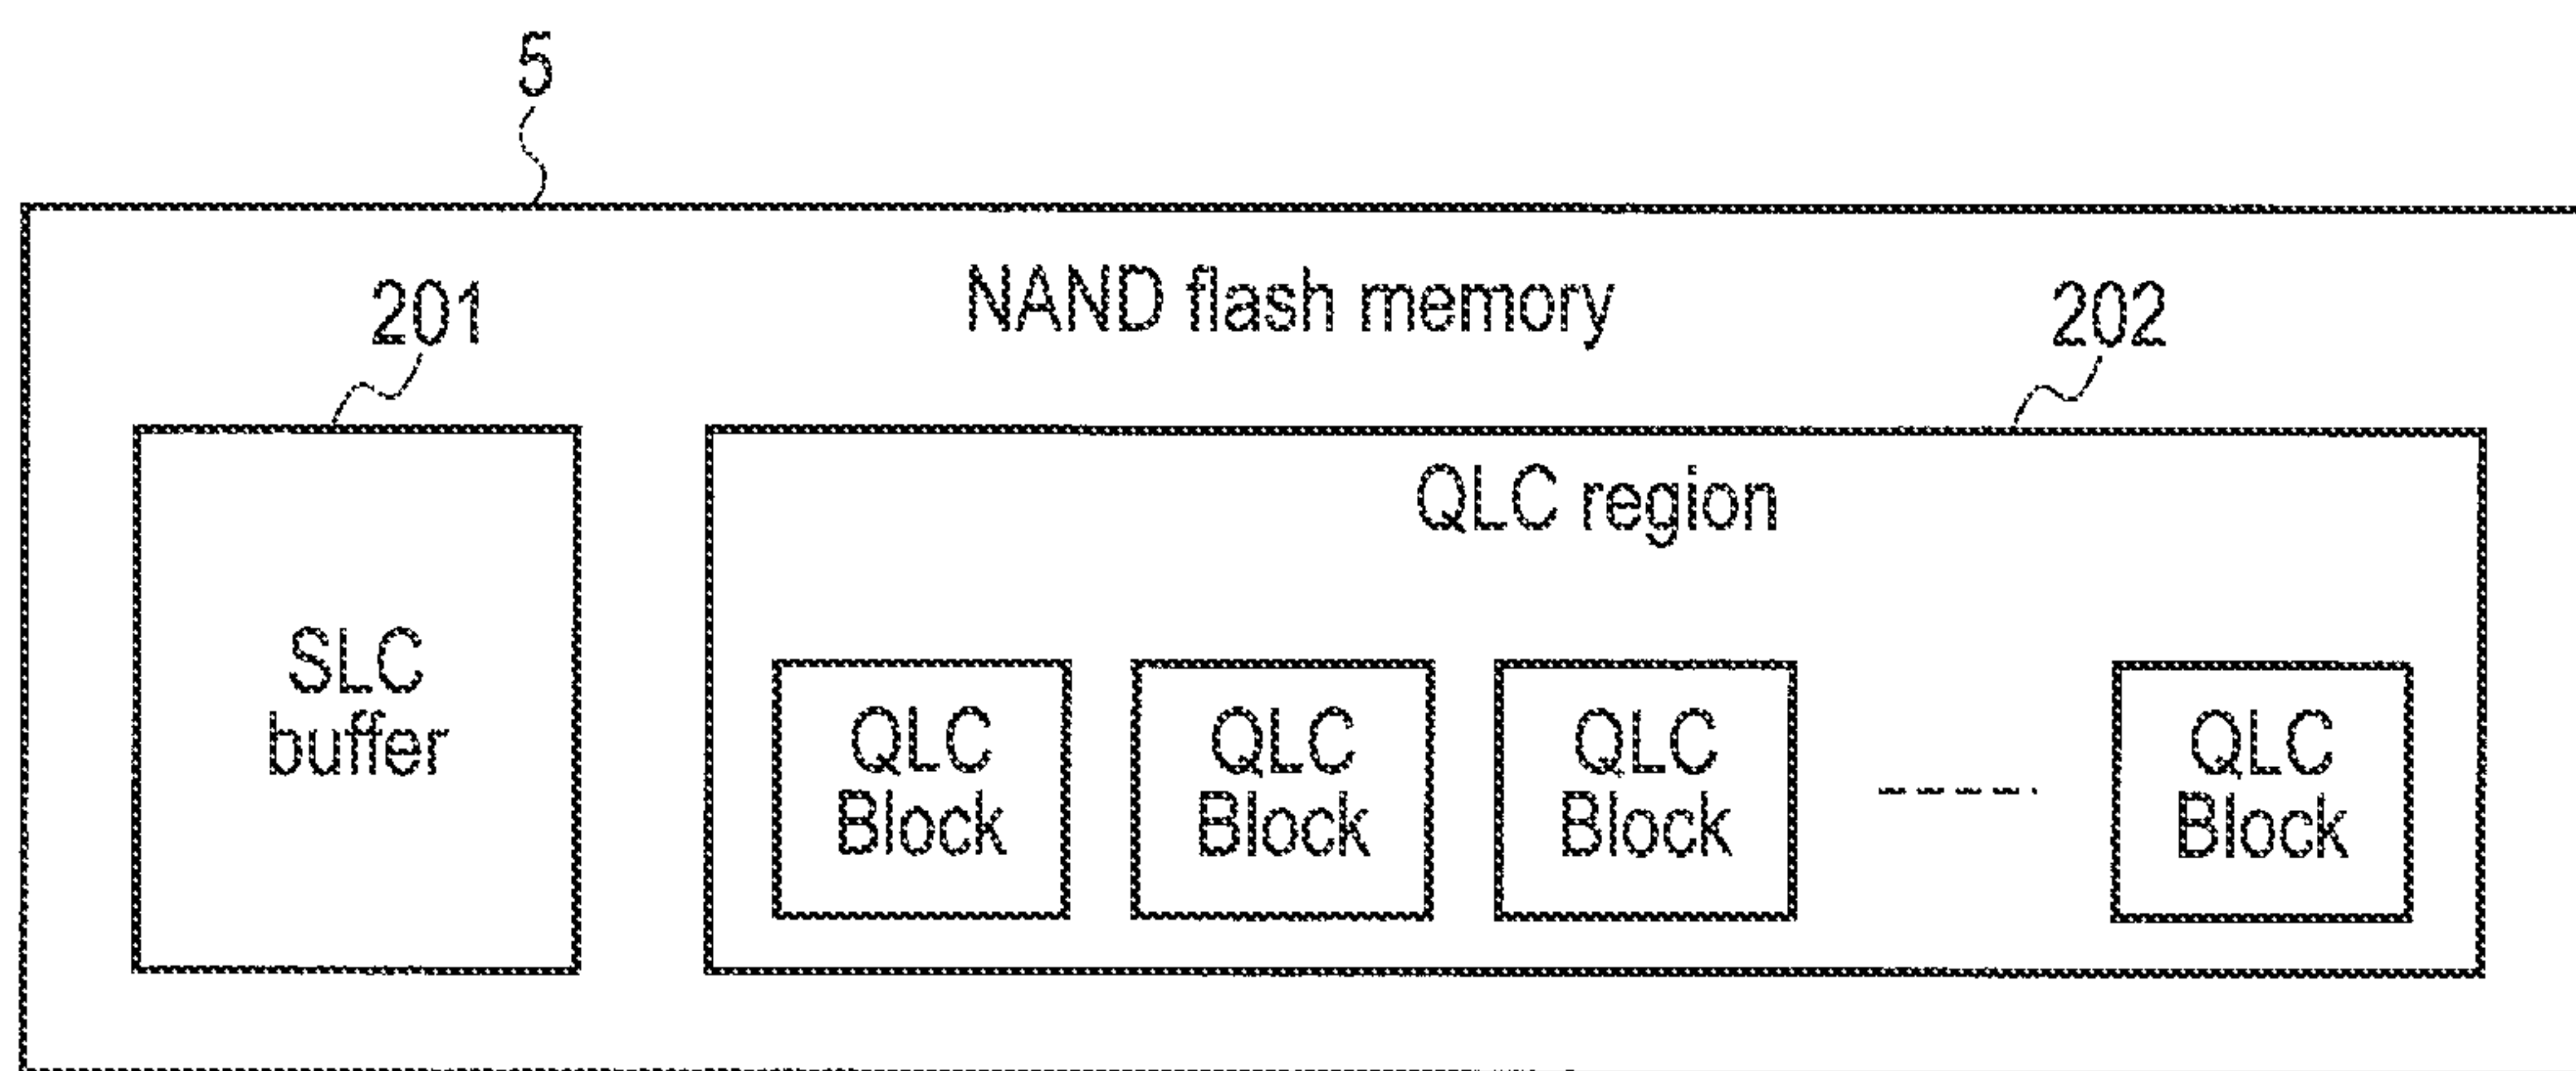 5
NAND flash memory
201
202
QLC region
SLC
buffer
QLC
Block
QLC
Block
QLC
Block
QLC
Block